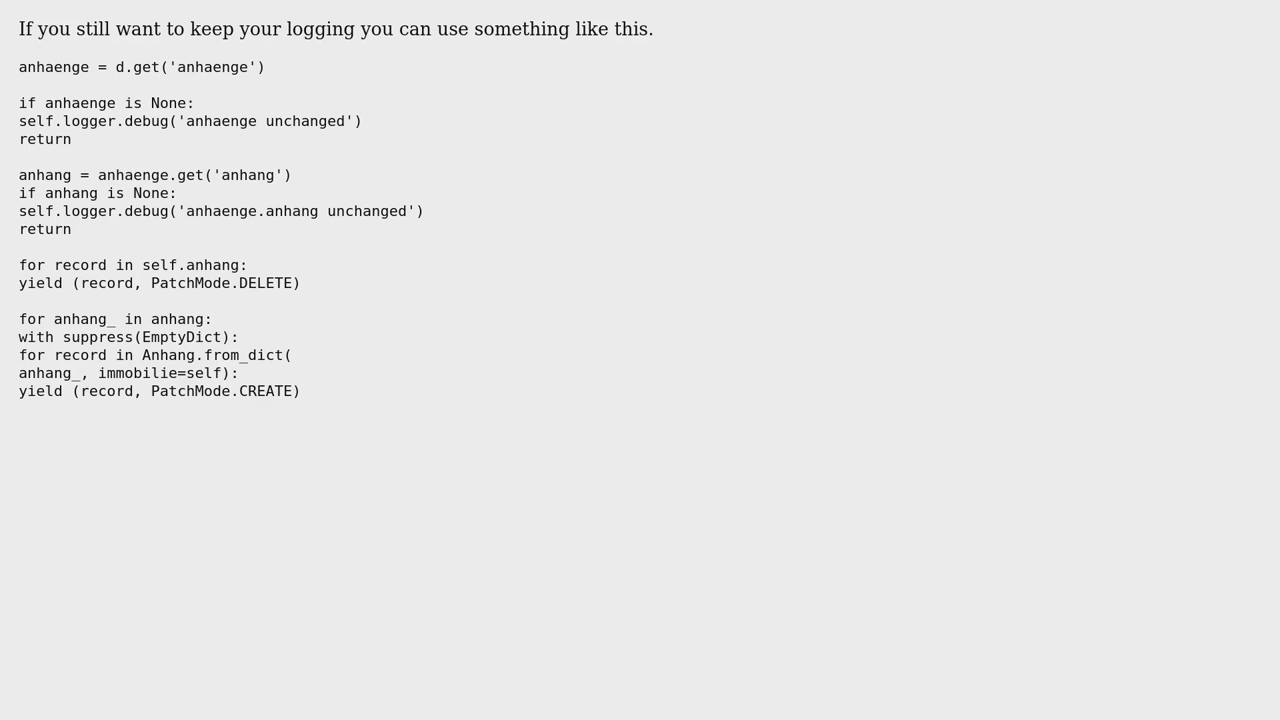 If you still want to keep your logging you can use something like this.
anhaenge = d.get('anhaenge')
if anhaenge is None:
self.logger.debug('anhaenge unchanged')
return
anhang = anhaenge.get('anhang')
if anhang is None:
self.logger.debug('anhaenge.anhang unchanged')
return
for record in self.anhang:
yield (record, PatchMode.DELETE)
for anhang_ in anhang:
with suppress(EmptyDict):
for record in Anhang.from_dict(
anhang_, immobilie=self):
yield (record, PatchMode.CREATE)